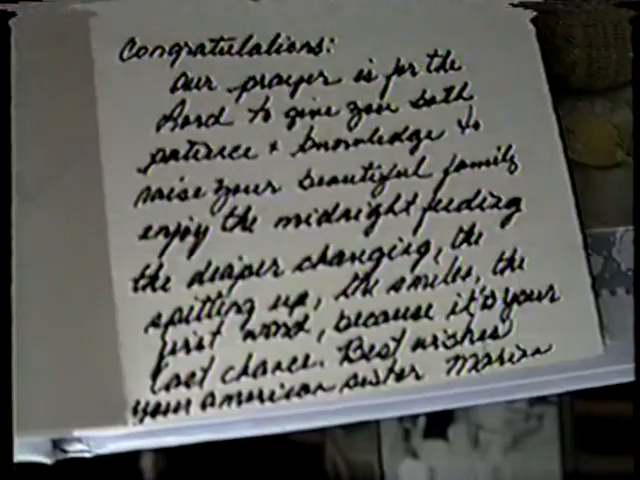 Congratulations:
our prayer is for the
Lord to give you both
patience + knowledge to
raise your beautiful family
enjoy the midnight feeding
the diaper changing, the
spitting up, the smiles, the
first word, because it's your
last chance. Best wishes
your american sister